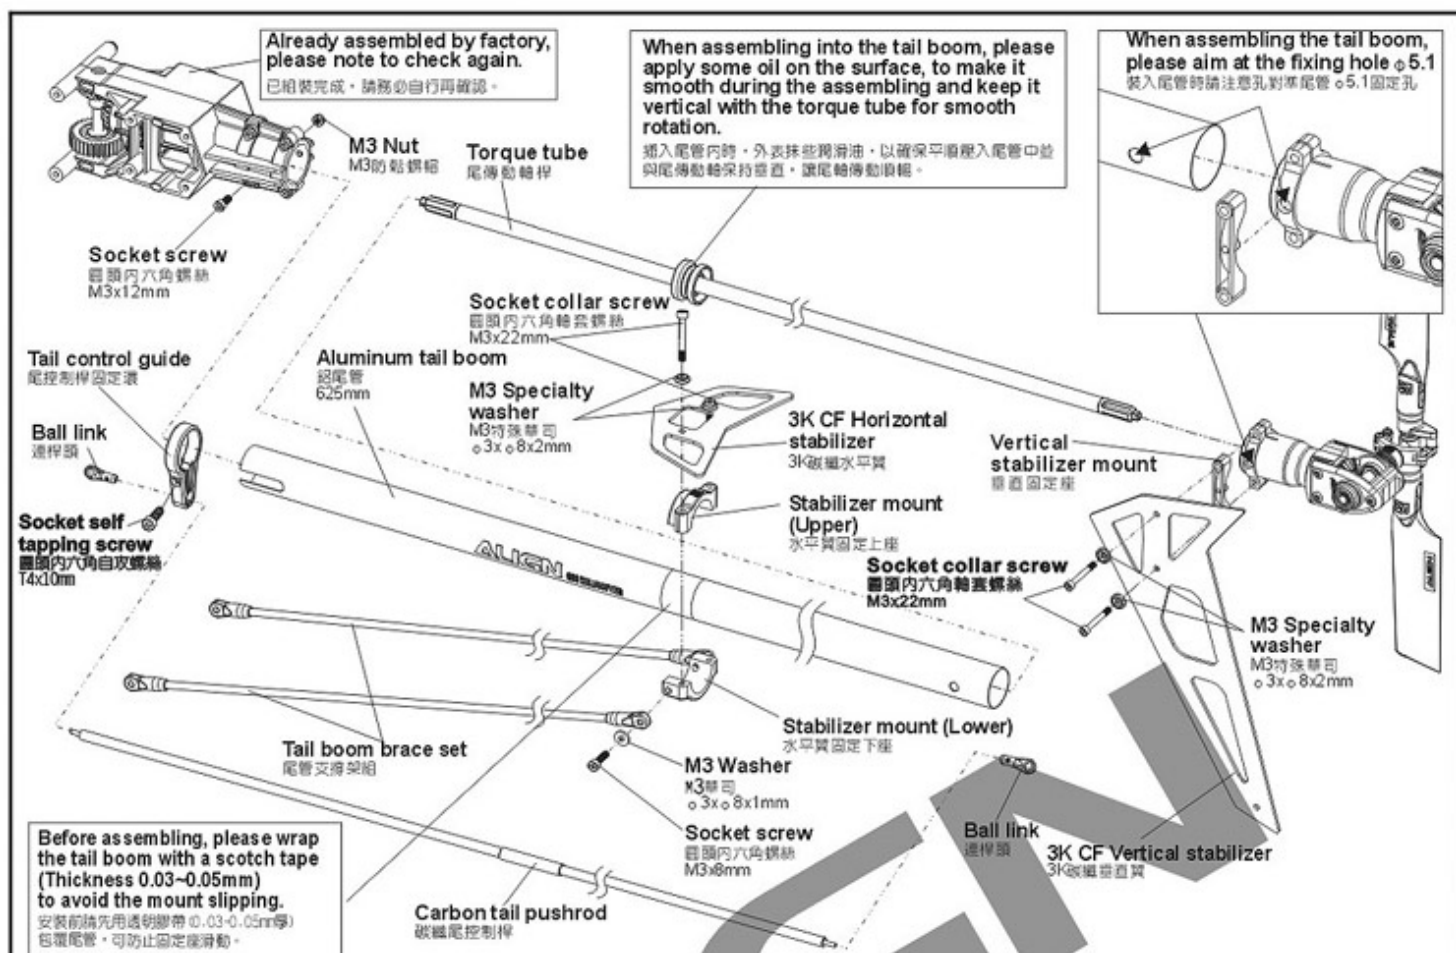 Already assembled by factory,
please note to check again.
已組裝完成，請務必自行再確認。
When assembling into the tail boom, please
apply some oil on the surface, to make it
smooth during the assembling and keep it
vertical with the torque tube for smooth
rotation.
插入尾管內時，外表抹些潤滑油，以確保平順壓入尾管中並
與尾傳動軸保持垂直，讓尾軸傳動順暢。
When assembling the tail boom,
please aim at the fixing hole φ5.1
裝入尾管時請注意孔對準尾管φ5.1固定孔
M3 Nut
M3防鬆螺帽
Torque tube
尾傳動軸桿
Socket screw
圓頭內六角螺絲
M3x12mm
Socket collar screw
圓頭內六角軸套螺絲
M3x22mm
Tail control guide
尾控制桿固定環
Aluminum tail boom
鋁尾管
625mm
M3 Specialty
washer
M3特殊華司
φ3xφ8x2mm
3K CF Horizontal
stabilizer
3K碳纖水平翼
Ball link
連桿頭
Vertical
stabilizer mount
垂直固定座
Stabilizer mount
(Upper)
水平翼固定上座
Socket self
tapping screw
圓頭內六角自攻螺絲
T4x10mm
ALIGN
Socket collar screw
圓頭內六角軸套螺絲
M3x22mm
M3 Specialty
washer
M3特殊華司
φ3xφ8x2mm
Stabilizer mount (Lower)
水平翼固定下座
Tail boom brace set
尾管支撐架組
M3 Washer
M3華司
φ3xφ8x1mm
Socket screw
圓頭內六角螺絲
M3x8mm
Ball link
連桿頭
3K CF Vertical stabilizer
3K碳纖垂直翼
Before assembling, please wrap
the tail boom with a scotch tape
(Thickness 0.03~0.05mm)
to avoid the mount slipping.
安裝前請先用透明膠帶(0.03-0.05mm厚)
包覆尾管，可防止固定座滑動。
Carbon tail pushrod
碳纖尾控制桿